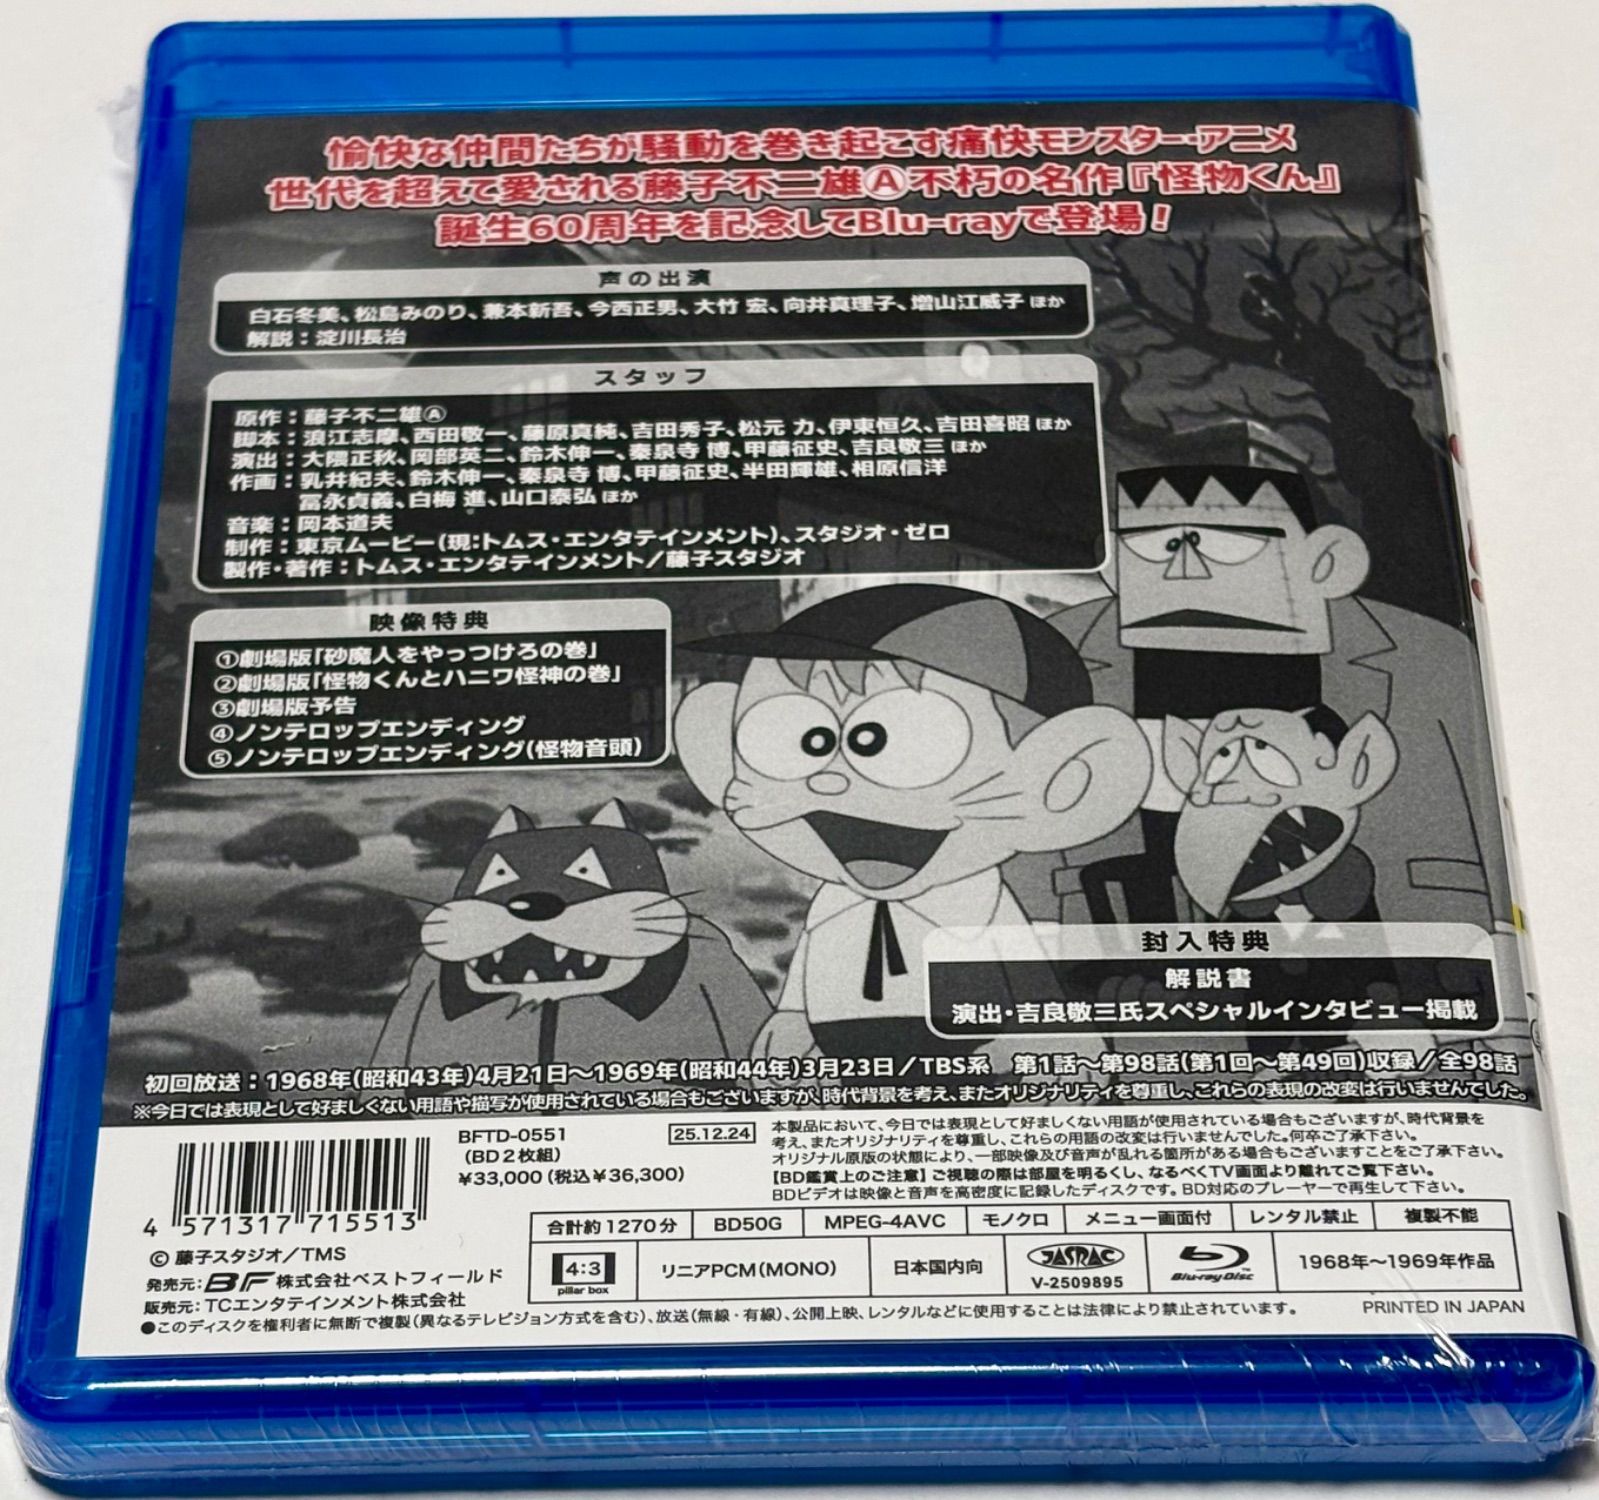 愉快な仲間たちが騒動を巻き起こす痛快モンスター・アニメ
世代を超えて愛される藤子不二雄Ⓐ不朽の名作『怪物くん』
誕生60周年を記念してBlu-rayで登場！
声の出演
白石冬美、松島みのり、兼本新吾、今西正男、大竹 宏、向井真理子、増山江威子 ほか
解説：淀川長治
スタッフ
原作：藤子不二雄Ⓐ
脚本：浪江志摩、西田敬一、藤原真純、吉田秀子、松元 力、伊東恒久、吉田喜昭 ほか
演出：大隈正秋、岡部英二、鈴木伸一、秦泉寺 博、甲藤征史、吉良敬三 ほか
作画：乳井紀夫、鈴木伸一、秦泉寺 博、甲藤征史、半田輝雄、相原信洋
冨永貞義、白梅 進、山口泰弘 ほか
音楽：岡本道夫
制作：東京ムービー(現:トムス・エンタテインメント)、スタジオ・ゼロ
製作・著作：トムス・エンタテインメント／藤子スタジオ
映像特典
①劇場版「砂魔人をやっつけろの巻」
②劇場版「怪物くんとハニワ怪神の巻」
③劇場版予告
④ノンテロップエンディング
⑤ノンテロップエンディング(怪物音頭)
封入特典
解説書
演出・吉良敬三氏スペシャルインタビュー掲載
初回放送：1968年(昭和43年)4月21日～1969年(昭和44年)3月23日／TBS系 第1話～第98話(第1回～第49回)収録／全98話
※今日では表現として好ましくない用語や描写が使用されている場合もございますが、時代背景を考え、またオリジナリティを尊重し、これらの表現の改変は行いませんでした。
BFTD-0551
(BD2枚組)
¥33,000(税込¥36,300)
25.12.24
本製品において、今日では表現として好ましくない用語が使用されている場合もございますが、時代背景を
考え、またオリジナリティを尊重し、これらの用語の改変は行いませんでした。何卒ご了承下さい。
オリジナル原版の状態により、一部映像及び音声が乱れる箇所がある場合もございますことをご了承下さい。
【BD鑑賞上のご注意】ご視聴の際は部屋を明るくし、なるべくTV画面より離れてご覧下さい。
BDビデオは映像と音声を高密度に記録したディスクです。BD対応のプレーヤーで再生して下さい。
4 571317 715513
© 藤子スタジオ／TMS
発売元：BF 株式会社ベストフィールド
販売元：TCエンタテインメント株式会社
合計約1270分 BD50G MPEG-4AVC モノクロ メニュー画面付 レンタル禁止 複製不能
4:3 pillar box リニアPCM(MONO) 日本国内向 JASRAC V-2509895 Blu-ray Disc 1968年～1969年作品
●このディスクを権利者に無断で複製(異なるテレビジョン方式を含む)、放送(無線・有線)、公開上映、レンタルなどに使用することは法律により禁止されています。
PRINTED IN JAPAN